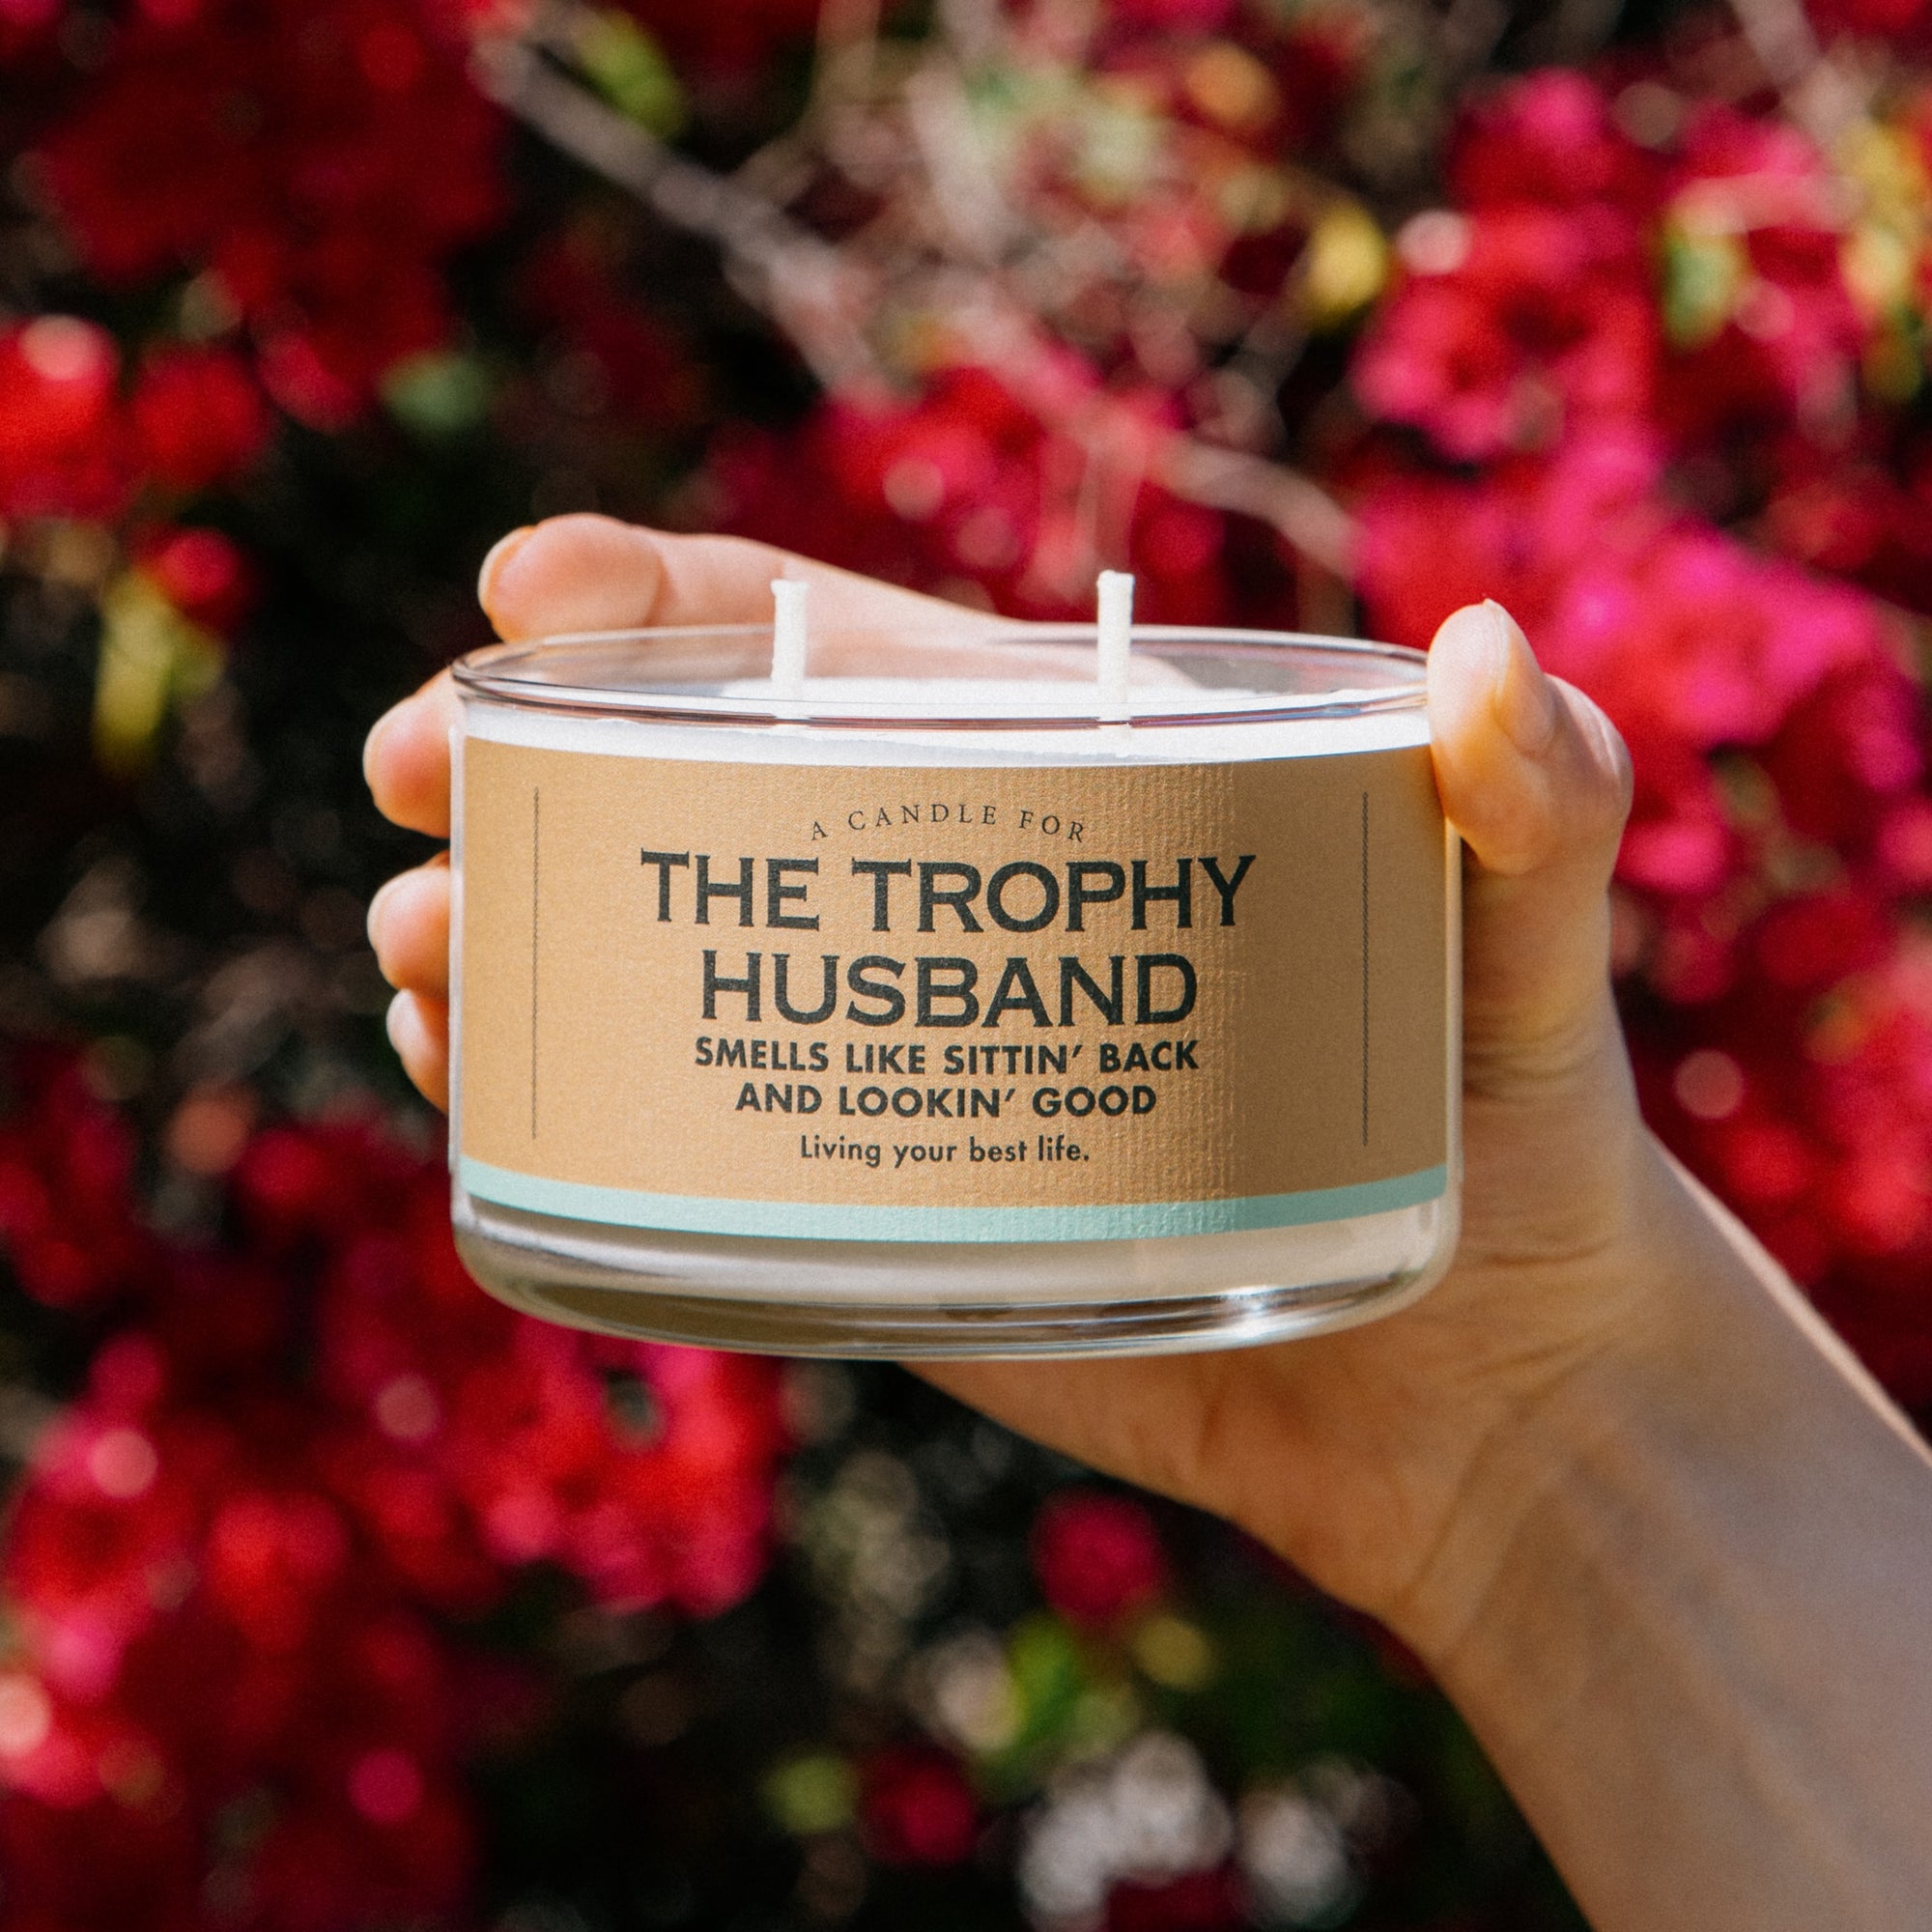 A CANDLE FOR
THE TROPHY
HUSBAND
SMELLS LIKE SITTIN' BACK
AND LOOKIN' GOOD
Living your best life.